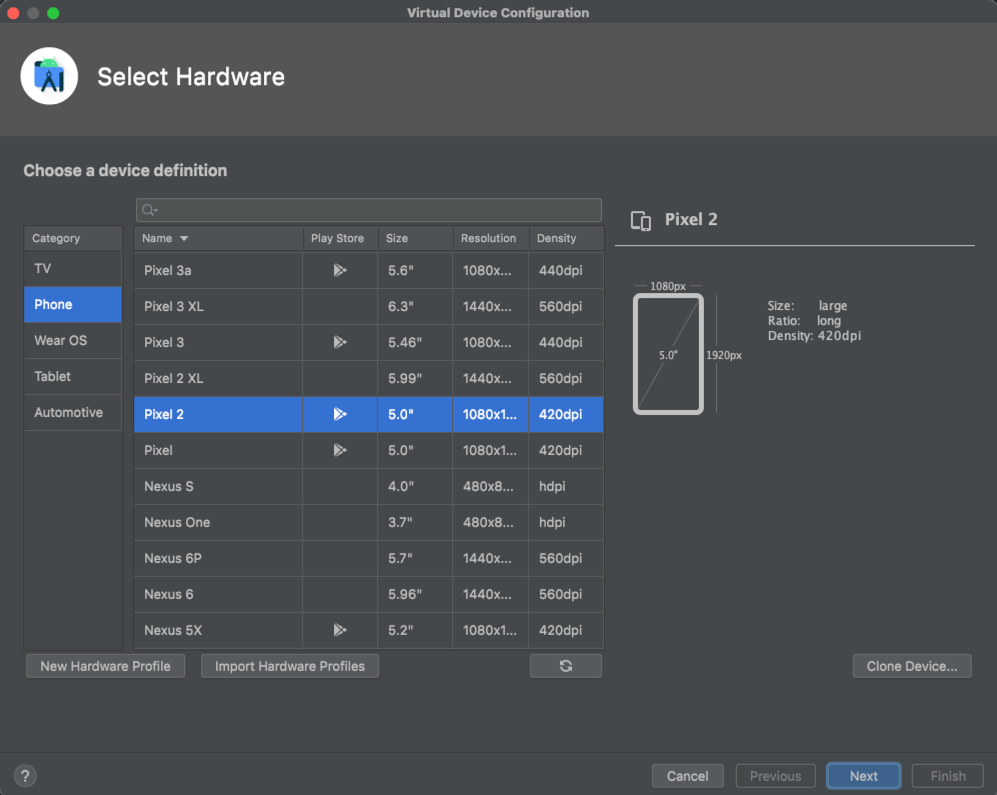 Virtual Device Configuration
Select Hardware
Choose a device definition
Category
TV
Phone
Wear OS
Tablet
Automotive
Name Play Store Size Resolution Density
Pixel 3a 5.6" 1080x... 440dpi
Pixel 3 XL 6.3" 1440x... 560dpi
Pixel 3 5.46" 1080x... 440dpi
Pixel 2 XL 5.99" 1440x... 560dpi
Pixel 2 5.0" 1080x1... 420dpi
Pixel 5.0" 1080x1... 420dpi
Nexus S 4.0" 480x8... hdpi
Nexus One 3.7" 480x8... hdpi
Nexus 6P 5.7" 1440x... 560dpi
Nexus 6 5.96" 1440x... 560dpi
Nexus 5X 5.2" 1080x1... 420dpi
Pixel 2
1080px
5.0"
1920px
Size: large
Ratio: long
Density: 420dpi
New Hardware Profile
Import Hardware Profiles
Clone Device...
?
Cancel
Previous
Next
Finish